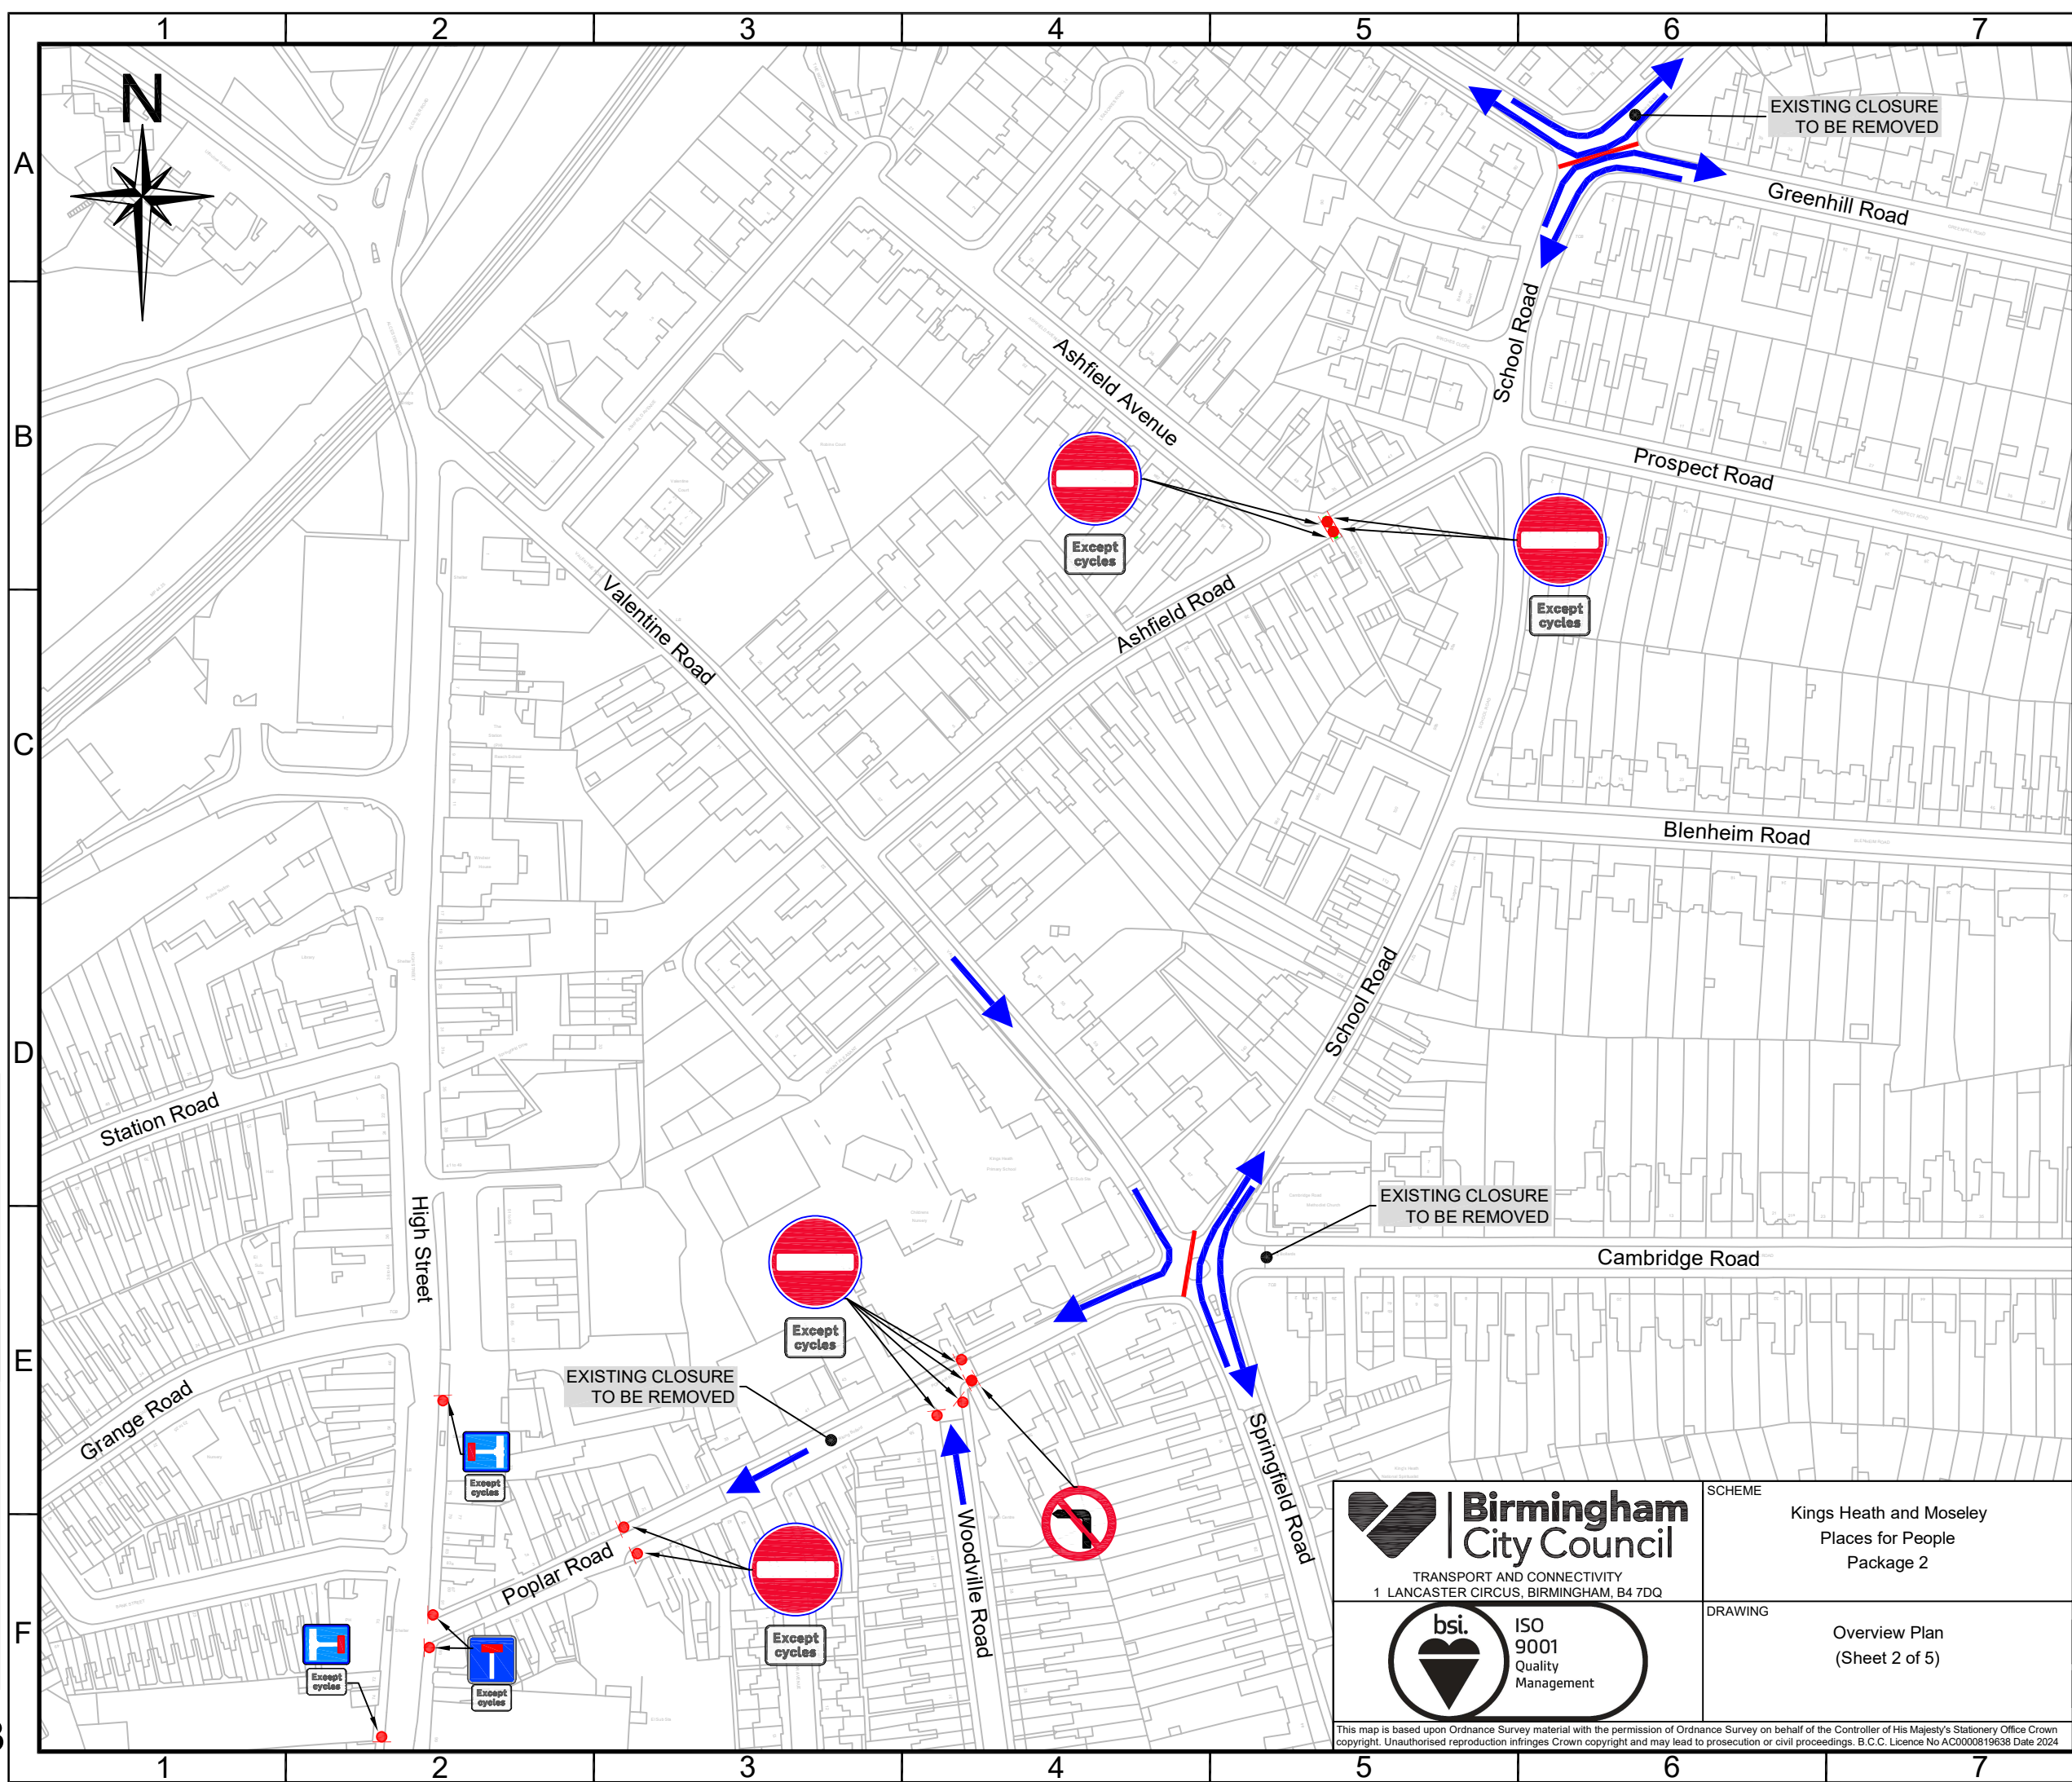 1 2 3 4 5 6 7
N
A
EXISTING CLOSURE
TO BE REMOVED
Greenhill Road
School Road
Ashfield Avenue
B
Prospect Road
Except
cycles
Except
cycles
Ashfield Road
Valentine Road
C
Blenheim Road
School Road
D
Station Road
High Street
EXISTING CLOSURE
TO BE REMOVED
Cambridge Road
Except
cycles
E
EXISTING CLOSURE
TO BE REMOVED
Grange Road
Except
cycles
Springfield Road
Woodville Road
Poplar Road
F
Except
cycles
Except
cycles
Except
cycles
Birmingham
City Council
TRANSPORT AND CONNECTIVITY
1 LANCASTER CIRCUS, BIRMINGHAM, B4 7DQ
SCHEME
Kings Heath and Moseley
Places for People
Package 2
bsi.
ISO
9001
Quality
Management
DRAWING
Overview Plan
(Sheet 2 of 5)
This map is based upon Ordnance Survey material with the permission of Ordnance Survey on behalf of the Controller of His Majesty's Stationery Office Crown
copyright. Unauthorised reproduction infringes Crown copyright and may lead to prosecution or civil proceedings. B.C.C. Licence No AC0000819638 Date 2024
1 2 3 4 5 6 7